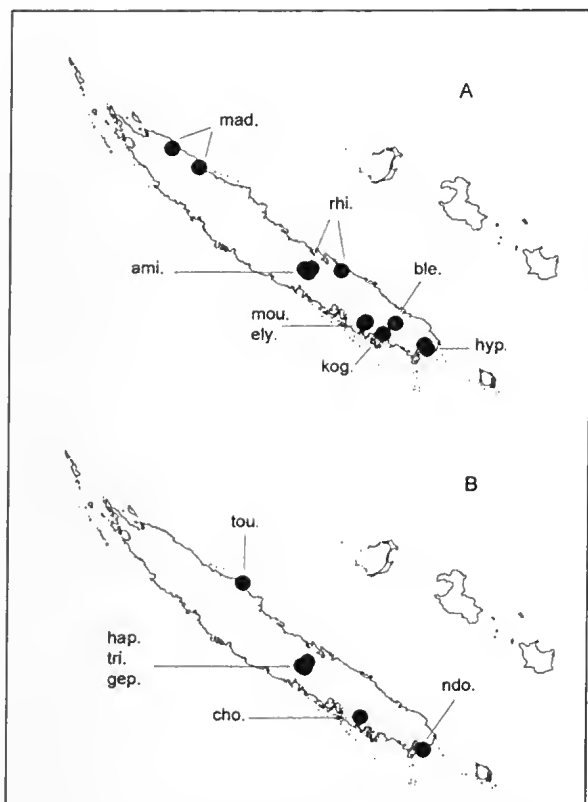 A
mad.
rhi.
ami.
ble.
mou.
ely.
hyp.
kog.
B
tou.
hap.
tri.
gep.
ndo.
cho.